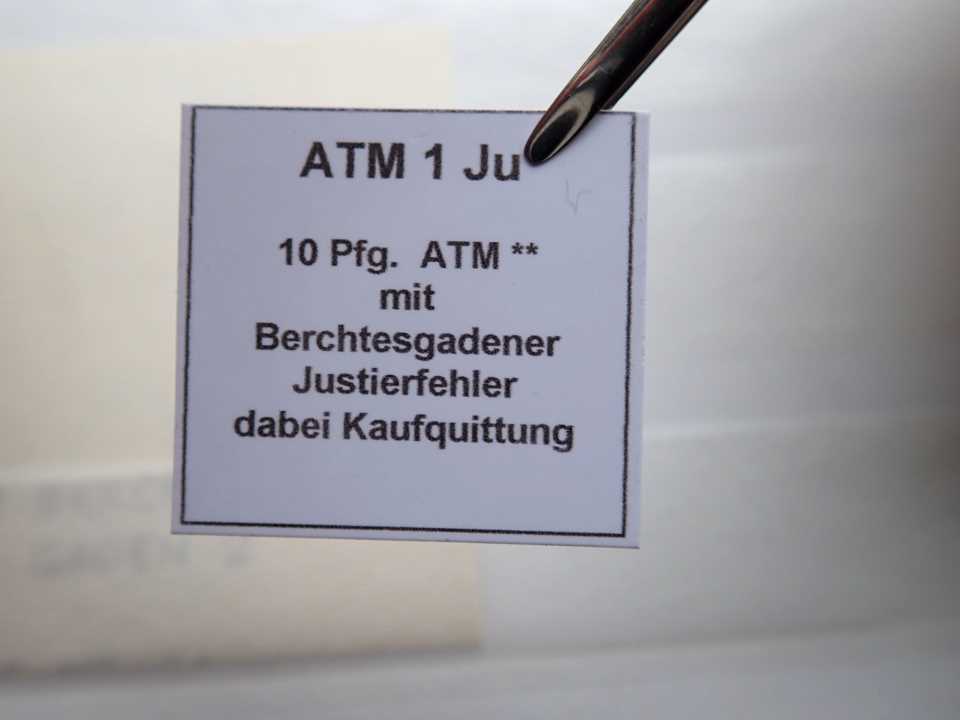 ATM 1 Ju
10 Pfg. ATM **
mit
Berchtesgadener
Justierfehler
dabei Kaufquittung